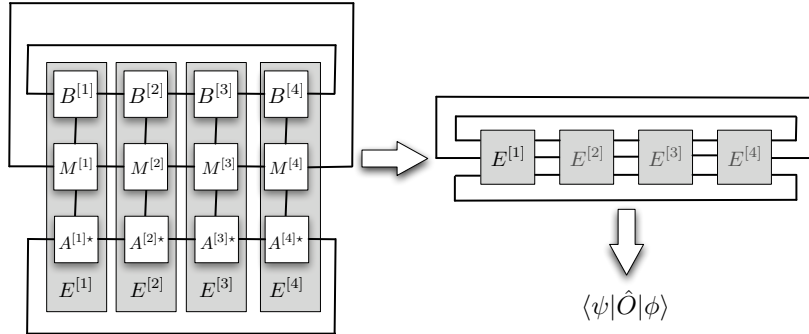 B^{[1]} B^{[2]} B^{[3]} B^{[4]}
M^{[1]} M^{[2]} M^{[3]} M^{[4]}
A^{[1]⋆} A^{[2]⋆} A^{[3]⋆} A^{[4]⋆}
E^{[1]} E^{[2]} E^{[3]} E^{[4]}
E^{[1]} E^{[2]} E^{[3]} E^{[4]}
⟨ψ|Ô|ϕ⟩